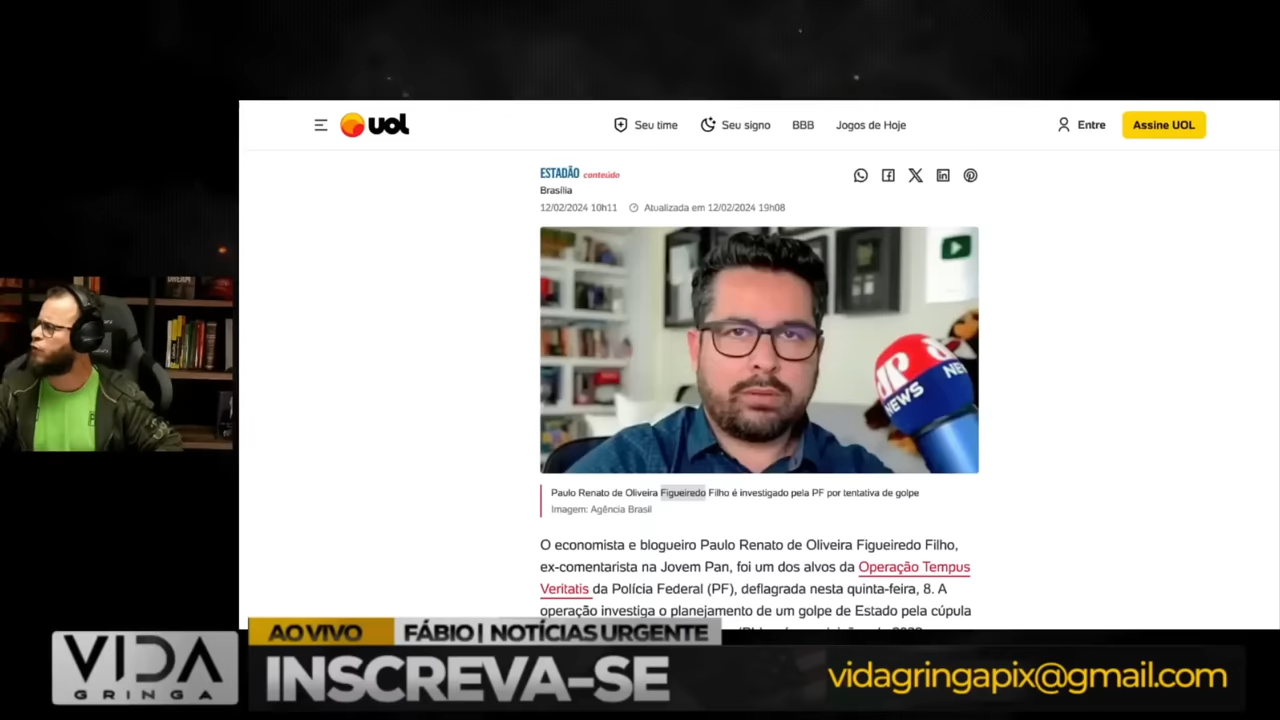 uol
Seu time
Seu signo
BBB
Jogos de Hoje
Entre
Assine UOL
ESTADÃO conteúdo
Brasília
12/02/2024 10h11 Atualizada em 12/02/2024 19h08
JP
NEWS
NEW
Paulo Renato de Oliveira Figueiredo Filho é investigado pela PF por tentativa de golpe
Imagem: Agência Brasil
O economista e blogueiro Paulo Renato de Oliveira Figueiredo Filho,
ex-comentarista na Jovem Pan, foi um dos alvos da Operação Tempus
Veritatis da Polícia Federal (PF), deflagrada nesta quinta-feira, 8. A
operação investiga o planejamento de um golpe de Estado pela cúpula
AO VIVO
FÁBIO | NOTÍCIAS URGENTE
VIDA
GRINGA
INSCREVA-SE
vidagringapix@gmail.com